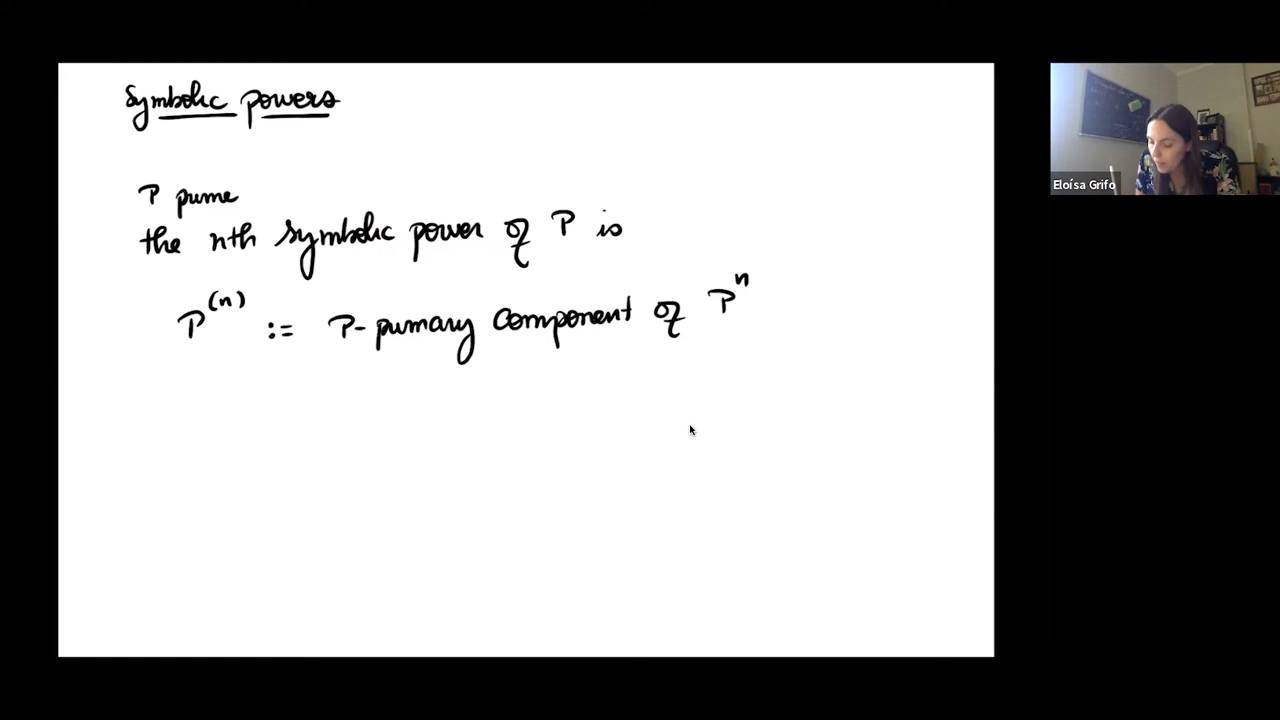 Symbolic powers
P prime
the nth symbolic power of P is
P^(n) := P-primary component of P^n
Eloísa Grifo